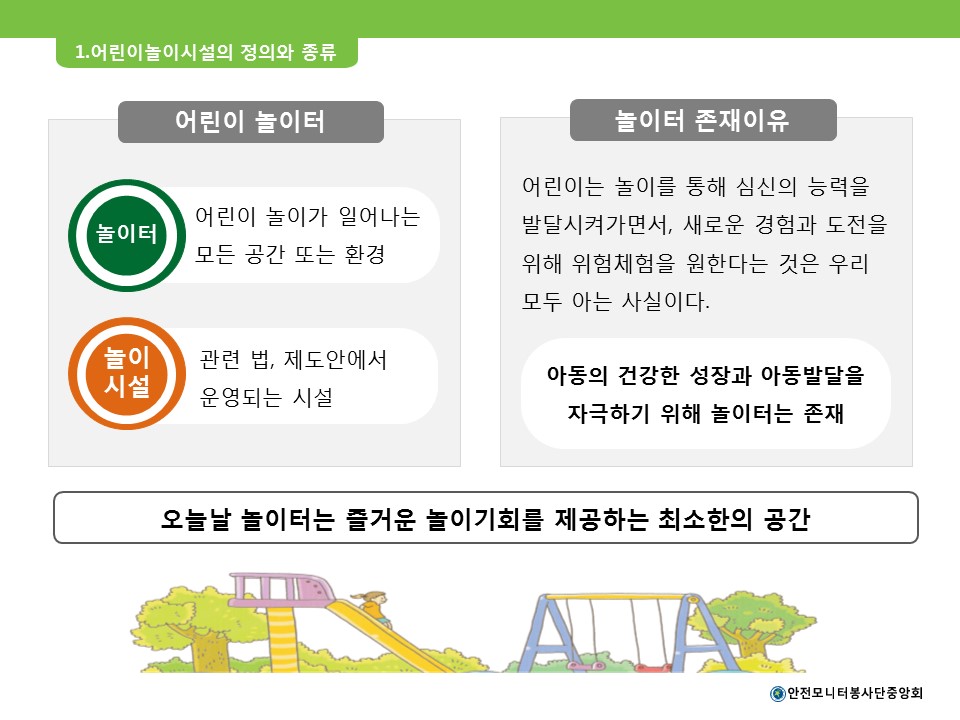 1.어린이놀이시설의 정의와 종류
어린이 놀이터
놀이터
어린이 놀이가 일어나는
모든 공간 또는 환경
놀이
시설
관련 법, 제도안에서
운영되는 시설
놀이터 존재이유
어린이는 놀이를 통해 심신의 능력을
발달시켜가면서, 새로운 경험과 도전을
위해 위험체험을 원한다는 것은 우리
모두 아는 사실이다.
아동의 건강한 성장과 아동발달을
자극하기 위해 놀이터는 존재
오늘날 놀이터는 즐거운 놀이기회를 제공하는 최소한의 공간
안전모니터봉사단중앙회